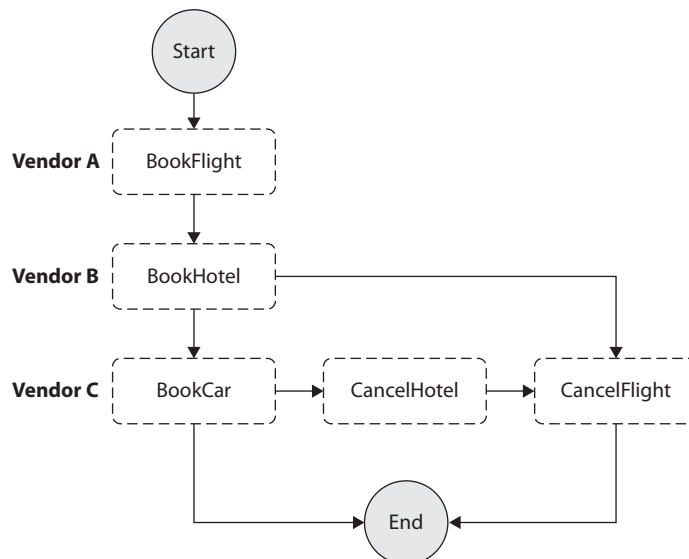 Start
Vendor A BookFlight
Vendor B BookHotel
Vendor C BookCar CancelHotel CancelFlight
End